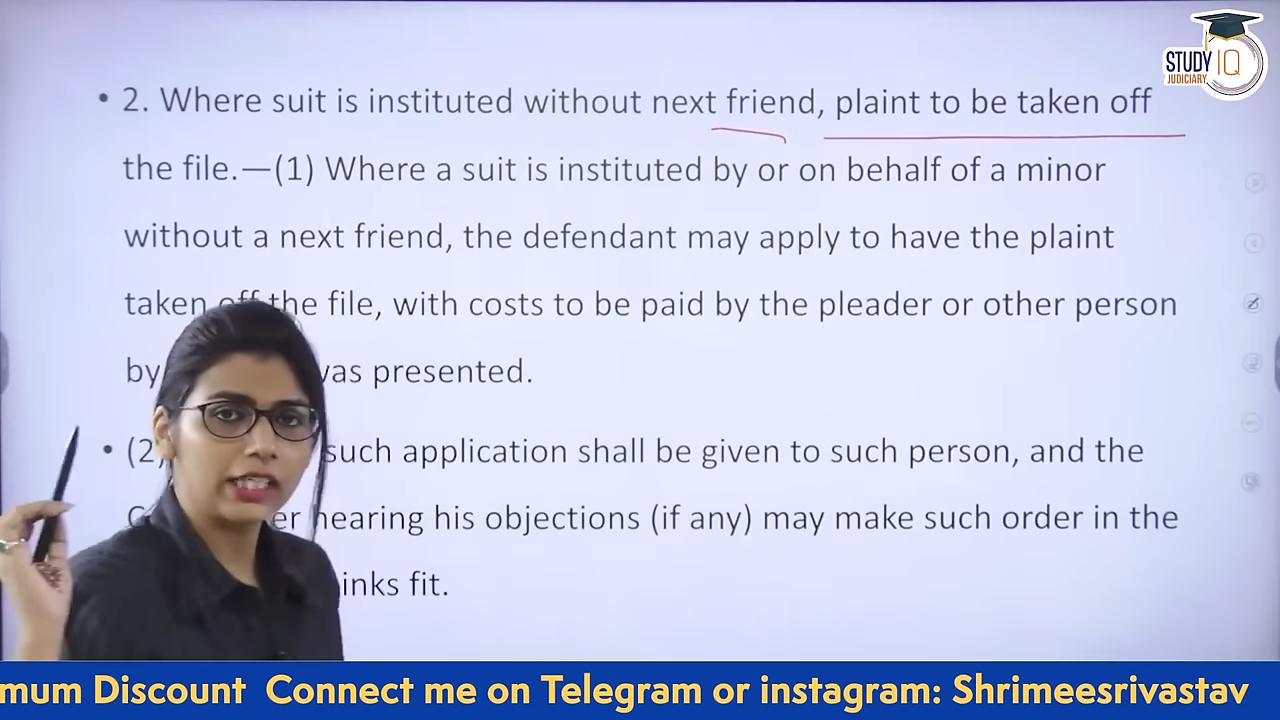 STUDY IQ
JUDICIARY
• 2. Where suit is instituted without next friend, plaint to be taken off
the file.—(1) Where a suit is instituted by or on behalf of a minor
without a next friend, the defendant may apply to have the plaint
taken off the file, with costs to be paid by the pleader or other person
by was presented.
• (2) such application shall be given to such person, and the
hearing his objections (if any) may make such order in the
fit.
mum Discount Connect me on Telegram or instagram: Shrimeesrivastav